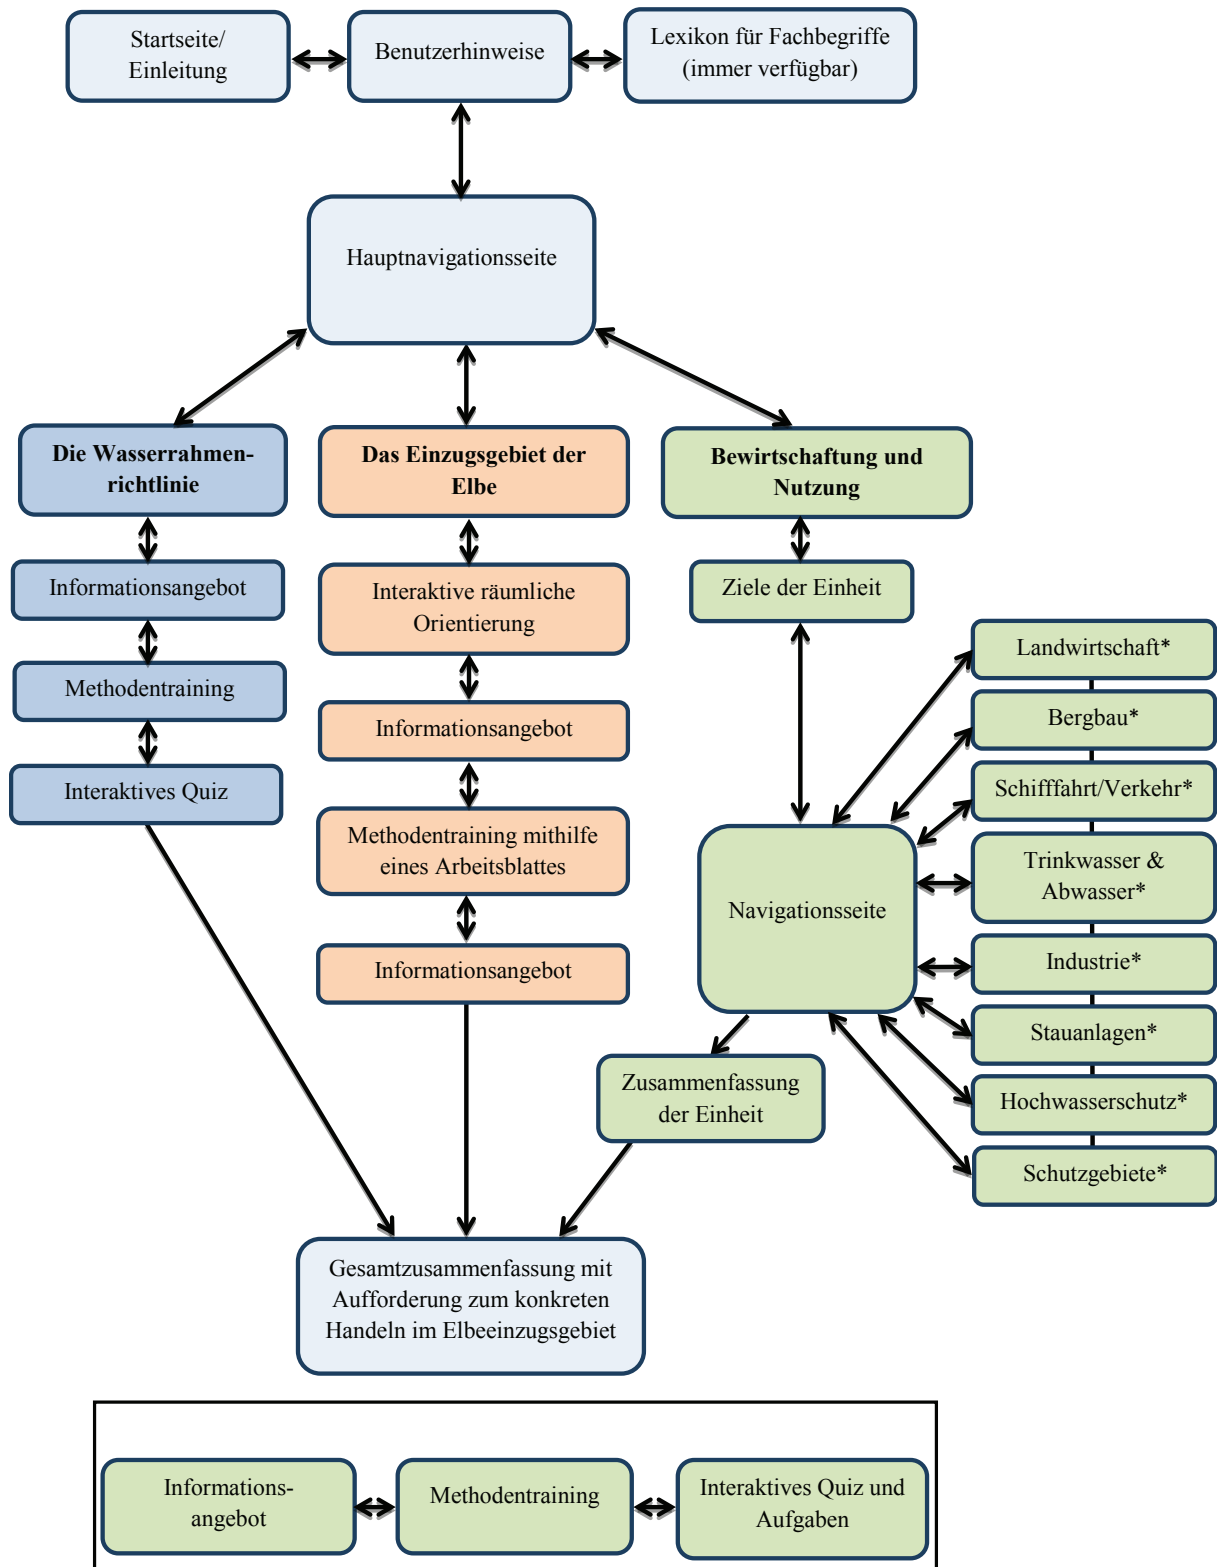 Startseite/
Einleitung
Benutzerhinweise
Lexikon für Fachbegriffe
(immer verfügbar)
Hauptnavigationsseite
Die Wasserrahmen-
richtlinie
Informationsangebot
Methodentraining
Interaktives Quiz
Das Einzugsgebiet der
Elbe
Interaktive räumliche
Orientierung
Informationsangebot
Methodentraining mithilfe
eines Arbeitsblattes
Informationsangebot
Bewirtschaftung und
Nutzung
Ziele der Einheit
Navigationsseite
Landwirtschaft*
Bergbau*
Schifffahrt/Verkehr*
Trinkwasser &
Abwasser*
Industrie*
Stauanlagen*
Hochwasserschutz*
Schutzgebiete*
Zusammenfassung
der Einheit
Gesamtzusammenfassung mit
Aufforderung zum konkreten
Handeln im Elbeeinzugsgebiet
Informations-
angebot
Methodentraining
Interaktives Quiz und
Aufgaben